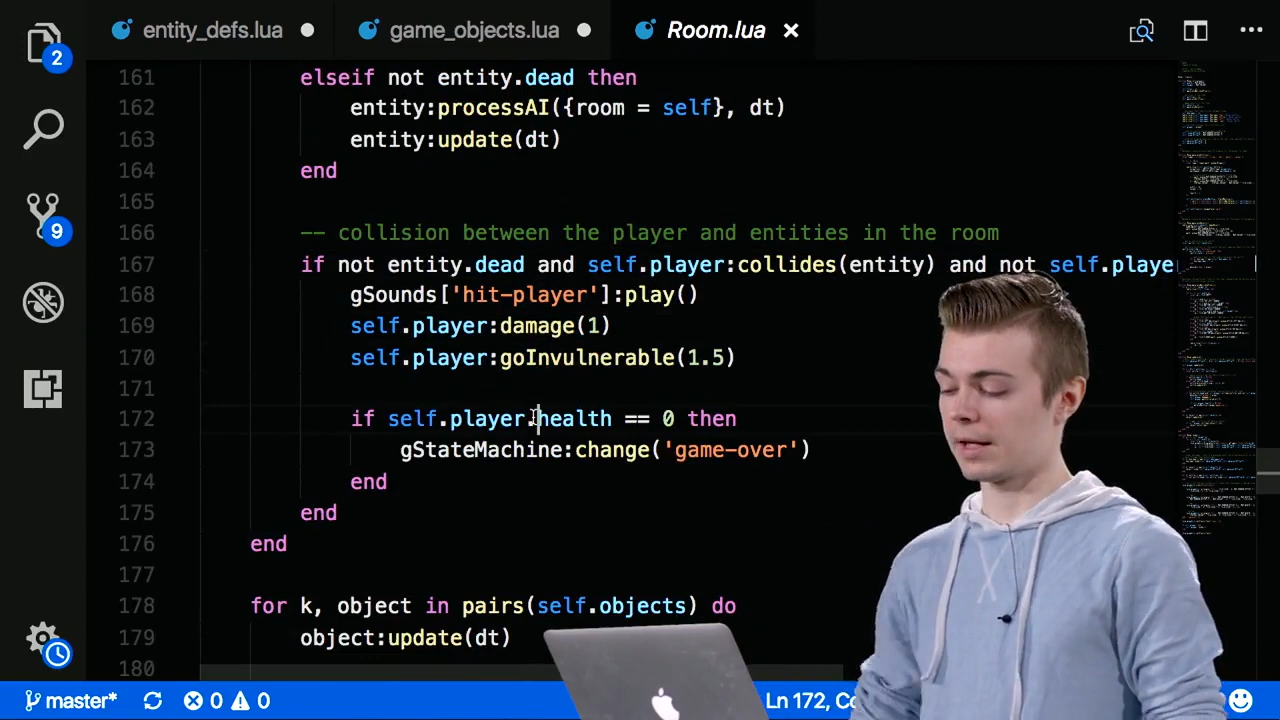 entity_defs.lua
game_objects.lua
Room.lua
2
9
161 elseif not entity.dead then
162 entity:processAI({room = self}, dt)
163 entity:update(dt)
164 end
165
166 -- collision between the player and entities in the room
167 if not entity.dead and self.player:collides(entity) and not self.playe
168 gSounds['hit-player']:play()
169 self.player:damage(1)
170 self.player:goInvulnerable(1.5)
171
172 if self.player.health == 0 then
173 gStateMachine:change('game-over')
174 end
175 end
176 end
177
178 for k, object in pairs(self.objects) do
179 object:update(dt)
180
master* 0 0 Ln 172, Co